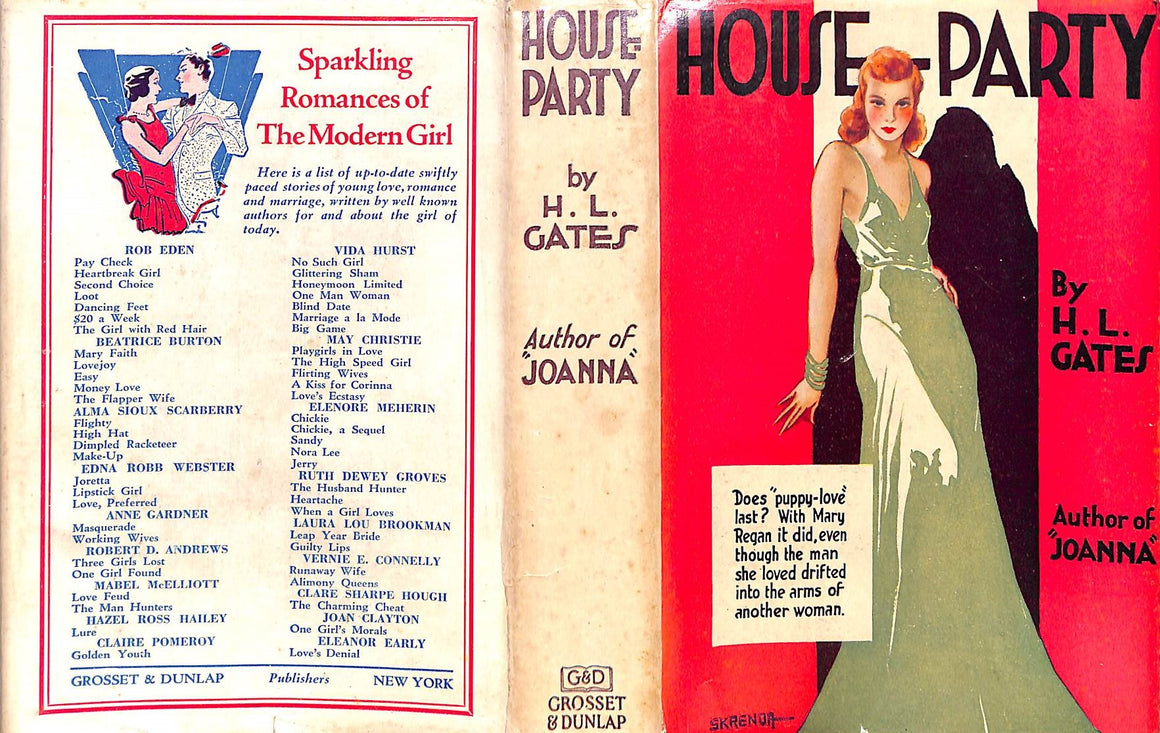 Sparkling
Romances of
The Modern Girl
Here is a list of up-to-date swiftly
paced stories of young love, romance
and marriage, written by well known
authors for and about the girl of
today.
ROB EDEN
Pay Check
Heartbreak Girl
Second Choice
Loot
Dancing Feet
$20 a Week
The Girl with Red Hair
BEATRICE BURTON
Mary Faith
Lovejoy
Easy
Money Love
The Flapper Wife
ALMA SIOUX SCARBERRY
Flighty
High Hat
Dimpled Racketeer
Make-Up
EDNA ROBB WEBSTER
Joretta
Lipstick Girl
Love, Preferred
ANNE GARDNER
Masquerade
Working Wives
ROBERT D. ANDREWS
Three Girls Lost
One Girl Found
MABEL McELLIOTT
Love Feud
The Man Hunters
HAZEL ROSS HAILEY
Lure
CLAIRE POMEROY
Golden Youth
VIDA HURST
No Such Girl
Glittering Sham
Honeymoon Limited
One Man Woman
Blind Date
Marriage a la Mode
Big Game
MAY CHRISTIE
Playgirls in Love
The High Speed Girl
Flirting Wives
A Kiss for Corinna
Love's Ecstasy
ELENORE MEHERIN
Chickie
Chickie, a Sequel
Sandy
Nora Lee
Jerry
RUTH DEWEY GROVES
The Husband Hunter
Heartache
When a Girl Loves
LAURA LOU BROOKMAN
Leap Year Bride
Guilty Lips
VERNIE E. CONNELLY
Runaway Wife
Alimony Queens
CLARE SHARPE HOUGH
The Charming Cheat
JOAN CLAYTON
One Girl's Morals
ELEANOR EARLY
Love's Denial
GROSSET & DUNLAP Publishers NEW YORK
HOUSE-
PARTY
by
H. L.
GATES
Author of
"JOANNA"
G&D
GROSSET
& DUNLAP
HOUSE-PARTY
By
H. L.
GATES
Author of
"JOANNA"
Does "puppy-love"
last? With Mary
Regan it did, even
though the man
she loved drifted
into the arms of
another woman.
SKRENDA